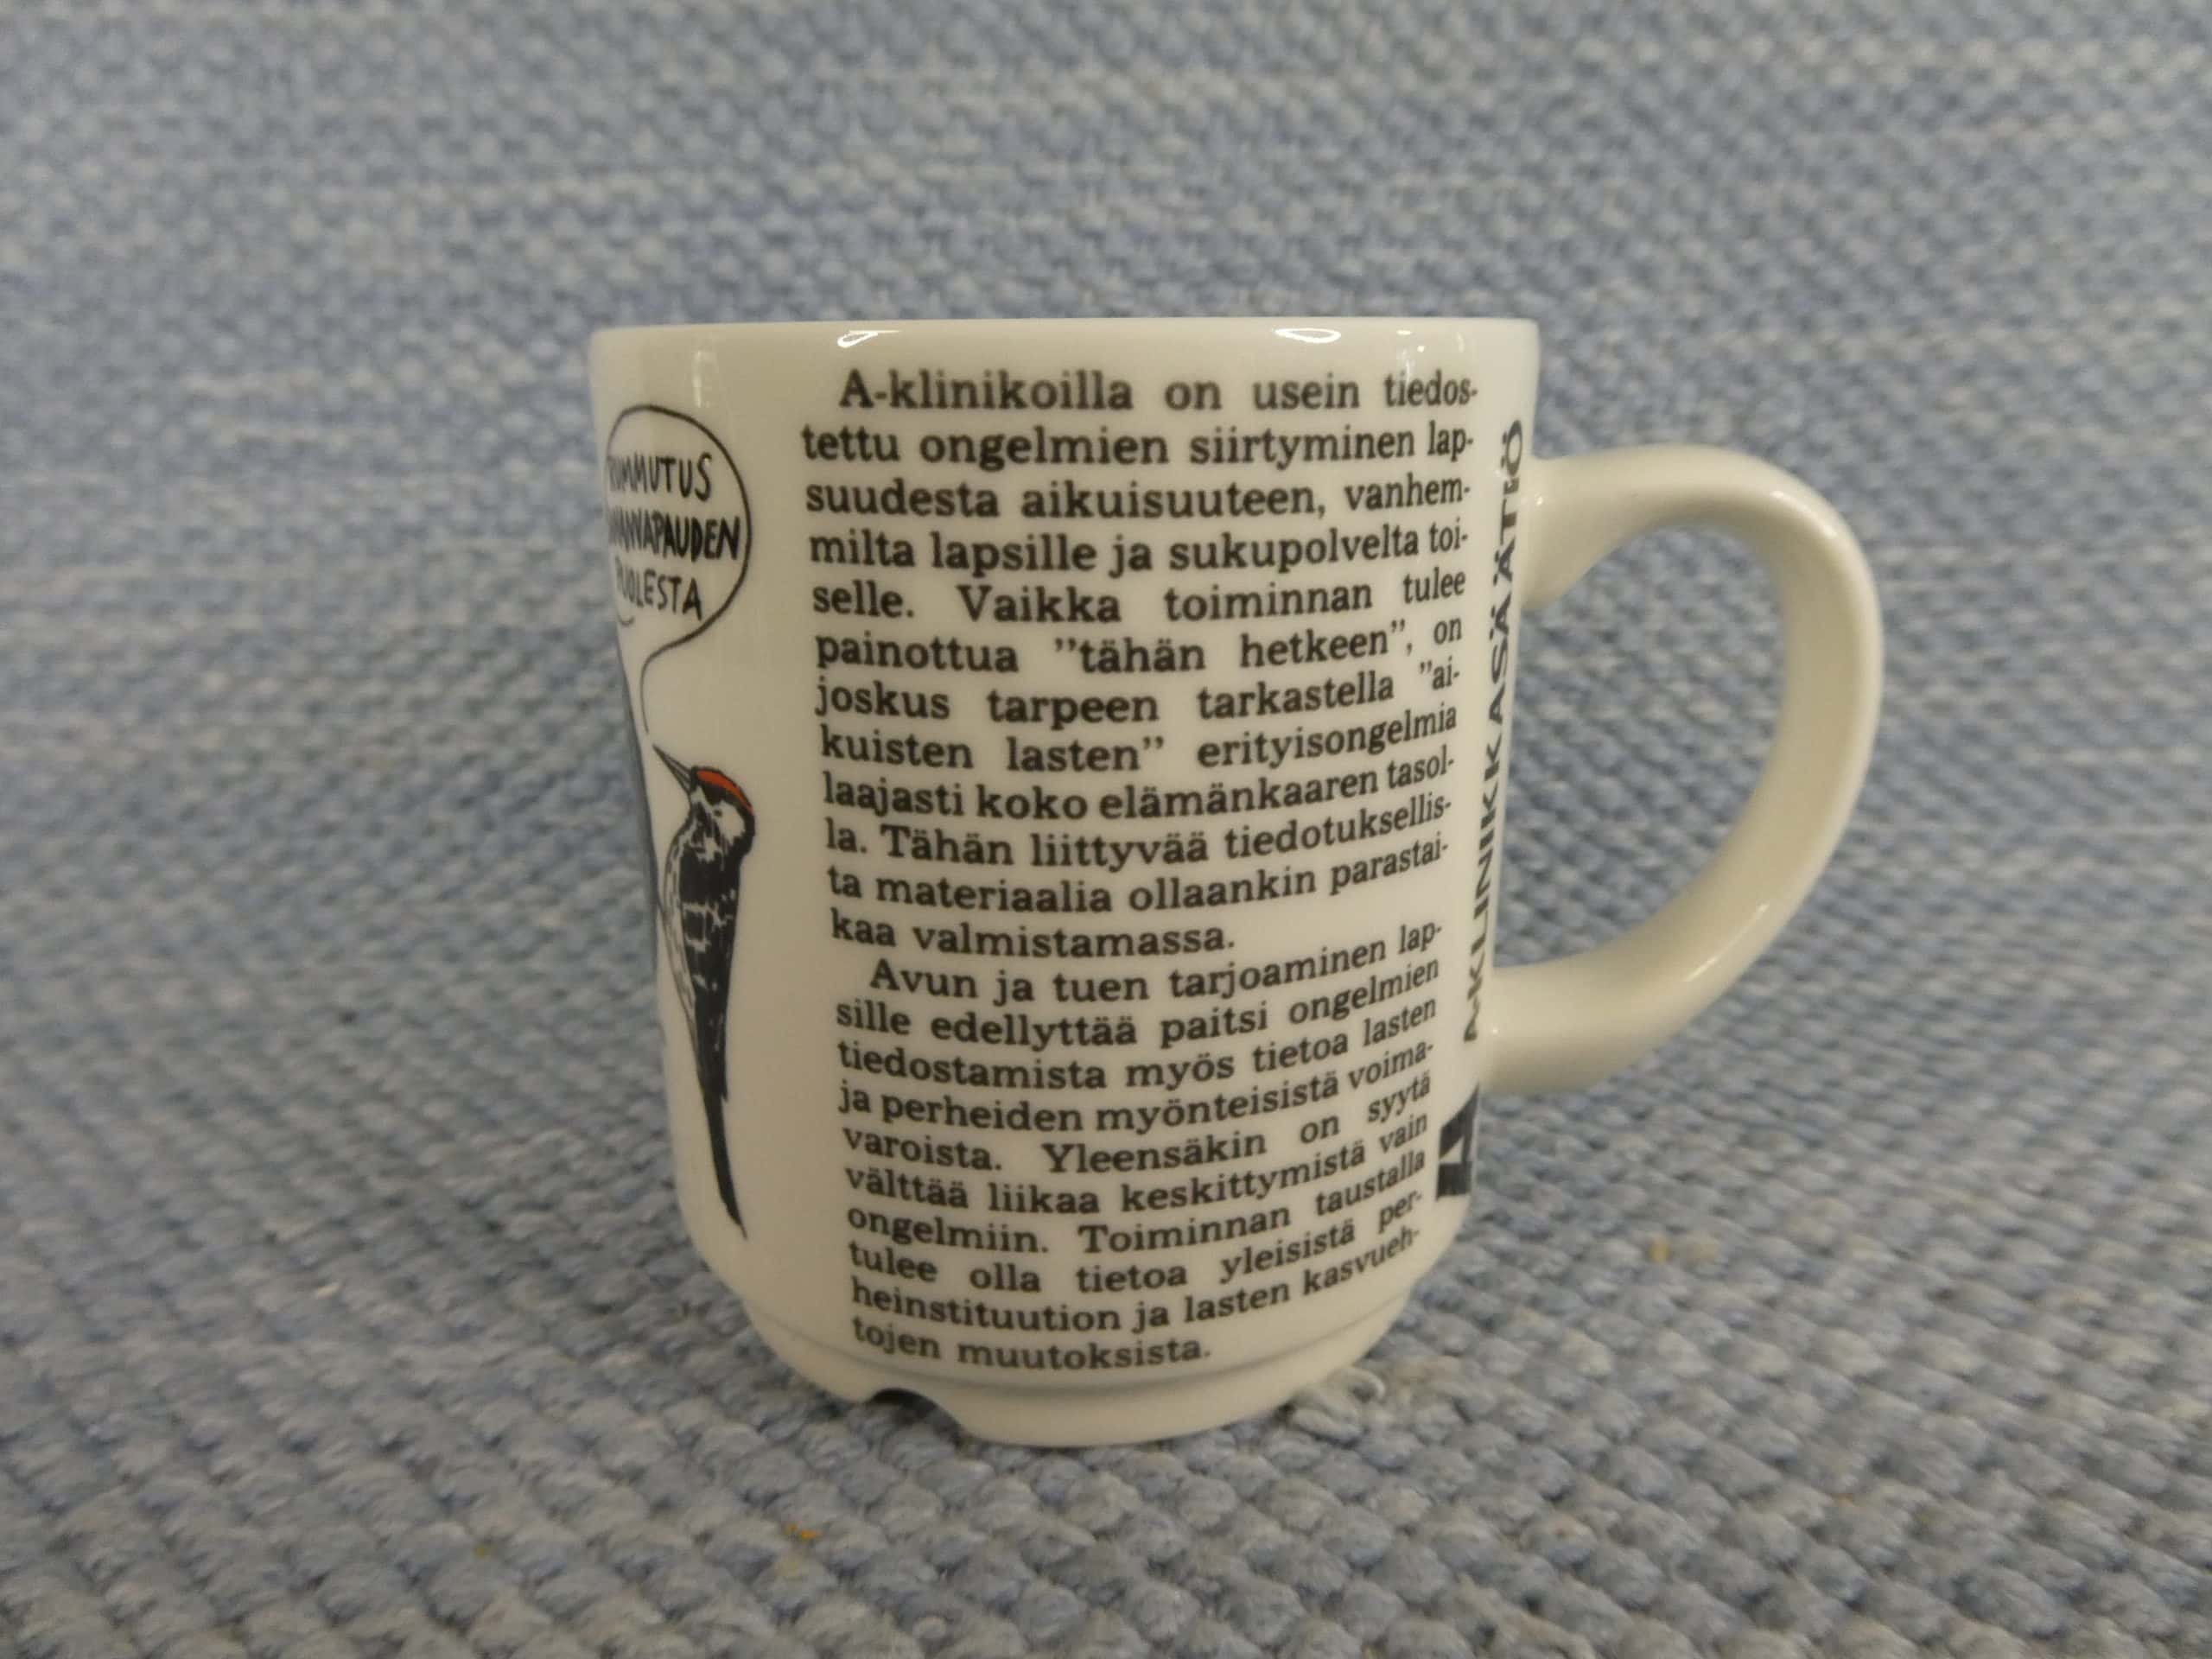 PUOLESTA
A-klinikoilla on usein tiedos-
tettu ongelmien siirtyminen lap-
suudesta aikuisuuteen, vanhem-
milta lapsille ja sukupolvelta toi-
selle. Vaikka toiminnan tulee
painottua ”tähän hetkeen”, on
joskus tarpeen tarkastella ”ai-
kuisten lasten” erityisongelmia
laajasti koko elämänkaaren tasol-
la. Tähän liittyvää tiedotuksellis-
ta materiaalia ollaankin parastai-
kaa valmistamassa.
Avun ja tuen tarjoaminen lap-
sille edellyttää paitsi ongelmien
tiedostamista myös tietoa lasten
ja perheiden myönteisistä voima-
varoista. Yleensäkin on syytä
välttää liikaa keskittymistä vain
ongelmiin. Toiminnan taustalla
tulee olla tietoa yleisistä per-
heinstituution ja lasten kasvueh-
tojen muutoksista.
A-KLINIKKASÄÄTIÖ